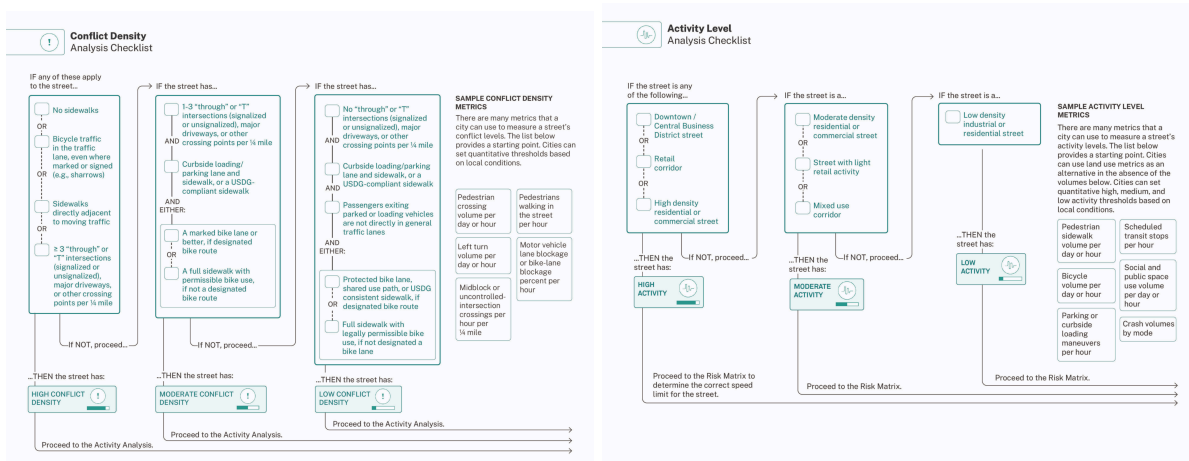 Conflict Density
Analysis Checklist
IF any of these apply
to the street...
No sidewalks
OR
Bicycle traffic
in the traffic
lane, even where
marked or signed
(e.g., sharrows)
OR
Sidewalks
directly adjacent
to moving traffic
OR
≥ 3 “through” or
“T” intersections
(signalized or
unsignalized),
major driveways,
or other crossing
points per ¼ mile
If NOT, proceed...
...THEN the street has:
HIGH CONFLICT
DENSITY
Proceed to the Activity Analysis.
IF the street has...
1-3 “through” or “T”
intersections (signalized
or unsignalized), major
driveways, or other
crossing points per ¼ mile
AND
Curbside loading/
parking lane and
sidewalk, or a USDG-
compliant sidewalk
AND
EITHER:
A marked bike lane or
better, if designated
bike route
OR
A full sidewalk with
permissible bike use,
if not a designated
bike route
If NOT, proceed...
...THEN the street has:
MODERATE CONFLICT
DENSITY
Proceed to the Activity Analysis.
IF the street has...
No “through” or “T”
intersections (signalized
or unsignalized), major
driveways, or other
crossing points per ¼ mile
AND
Curbside loading/parking
lane and sidewalk, or
a USDG-compliant sidewalk
AND
Passengers exiting
parked or loading vehicles
are not directly in general
traffic lanes
AND
EITHER:
Protected bike lane,
shared use path, or USDG
consistent sidewalk, if
designated bike route
OR
Full sidewalk with
legally permissible bike
use, if not designated a
bike lane
...THEN the street has:
LOW CONFLICT
DENSITY
Proceed to the Activity Analysis.
SAMPLE CONFLICT DENSITY
METRICS
There are many metrics that a
city can use to measure a street’s
conflict levels. The list below
provides a starting point. Cities can
set quantitative thresholds based
on local conditions.
Pedestrian
crossing
volume per
day or hour
Pedestrians
walking in
the street
per hour
Left turn
volume per
day or hour
Motor vehicle
lane blockage
or bike-lane
blockage
percent per
hour
Midblock or
uncontrolled-
intersection
crossings per
hour per
¼ mile
Activity Level
Analysis Checklist
IF the street is any
of the following...
Downtown /
Central Business
District street
OR
Retail
corridor
OR
High density
residential or
commercial street
If NOT, proceed...
...THEN the
street has:
HIGH
ACTIVITY
Proceed to the Risk Matrix to
determine the correct speed
limit for the street.
IF the street is a...
Moderate density
residential or
commercial street
OR
Street with light
retail activity
OR
Mixed use
corridor
If NOT, proceed...
...THEN the
street has:
MODERATE
ACTIVITY
Proceed to the Risk Matrix.
IF the street is a...
Low density
industrial or
residential street
...THEN the
street has:
LOW
ACTIVITY
Proceed to the Risk Matrix.
SAMPLE ACTIVITY LEVEL
METRICS
There are many metrics that a
city can use to measure a street’s
activity levels. The list below
provides a starting point. Cities
can use land use metrics as an
alternative in the absence of the
volumes below. Cities can set
quantitative high, medium, and
low activity thresholds based on
local conditions.
Pedestrian
sidewalk
volume per
day or hour
Scheduled
transit stops
per hour
Bicycle
volume per
day or hour
Social and
public space
use volume
per day or
hour
Parking or
curbside
loading
maneuvers
per hour
Crash volumes
by mode